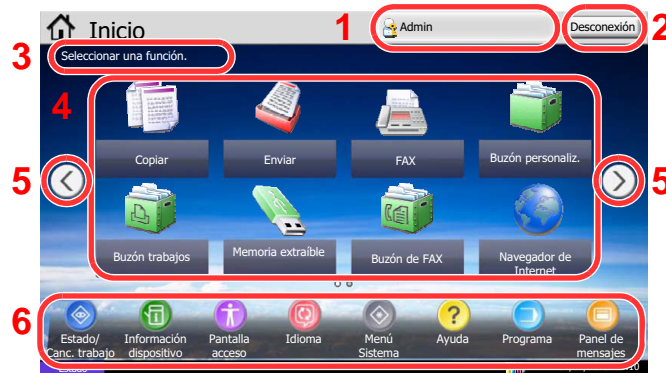 Inicio
1
Admin
Desconexión
2
3
Seleccionar una función.
4
Copiar
Enviar
FAX
Buzón personaliz.
5
5
Buzón trabajos
Memoria extraíble
Buzón de FAX
Navegador de
Internet
6
Estado/
Canc. trabajo
Información
dispositivo
Pantalla
acceso
Idioma
Menú
Sistema
Ayuda
Programa
Panel de
mensajes
Estado
10